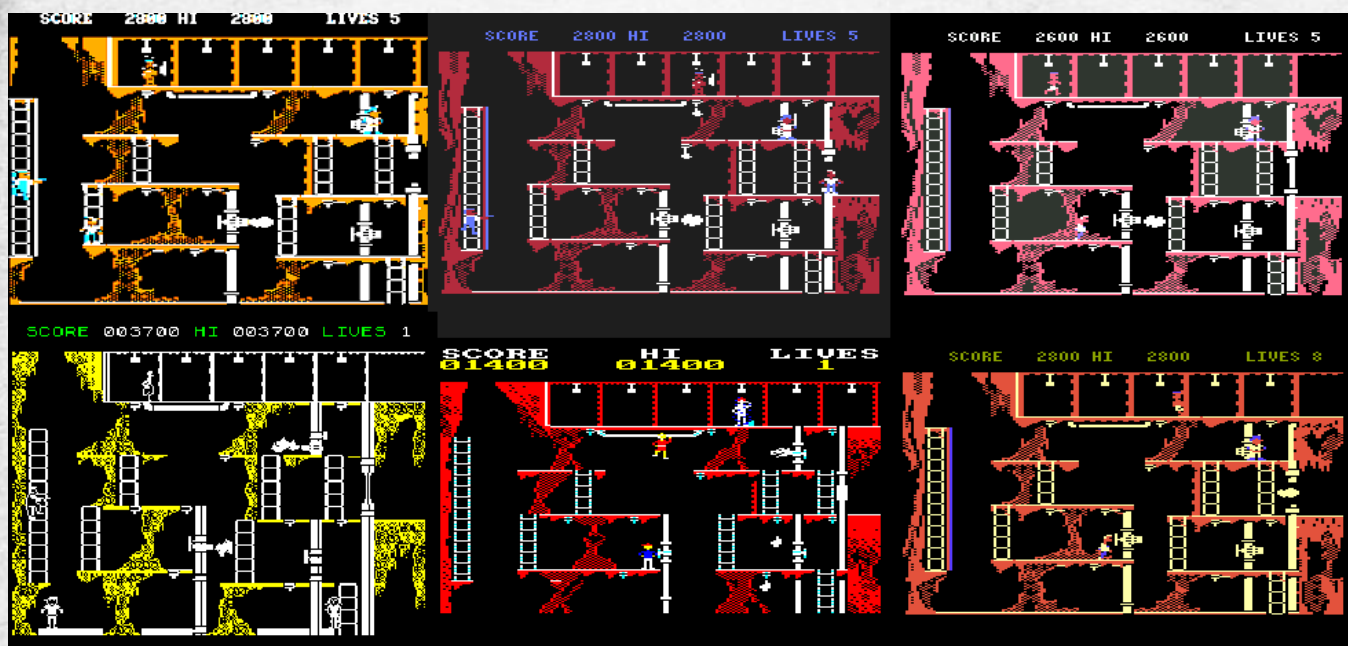 SCORE 2800 HI 2800 LIVES 5
SCORE 2800 HI 2800 LIVES 5
SCORE 2600 HI 2600 LIVES 5
SCORE 003700 HI 003700 LIVES 1
SCORE HI LIVES
01400 01400 1
SCORE 2800 HI 2800 LIVES 8